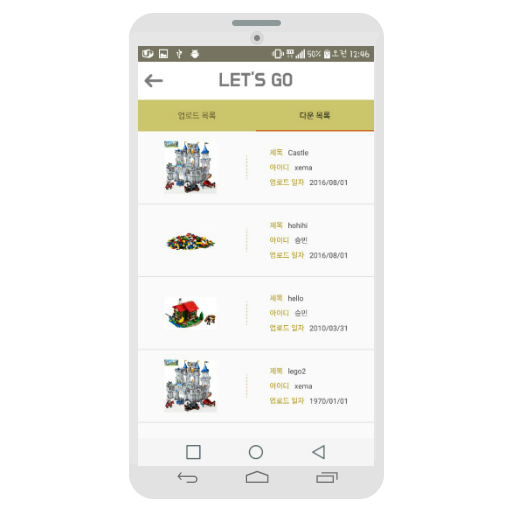 50% 오전 12:46
LET'S GO
업로드 목록 다운 목록
제목 Castle
아이디 xema
업로드 일자 2016/08/01
제목 hohihi
아이디 승민
업로드 일자 2016/08/01
제목 hello
아이디 승민
업로드 일자 2010/03/31
제목 lego2
아이디 xema
업로드 일자 1970/01/01